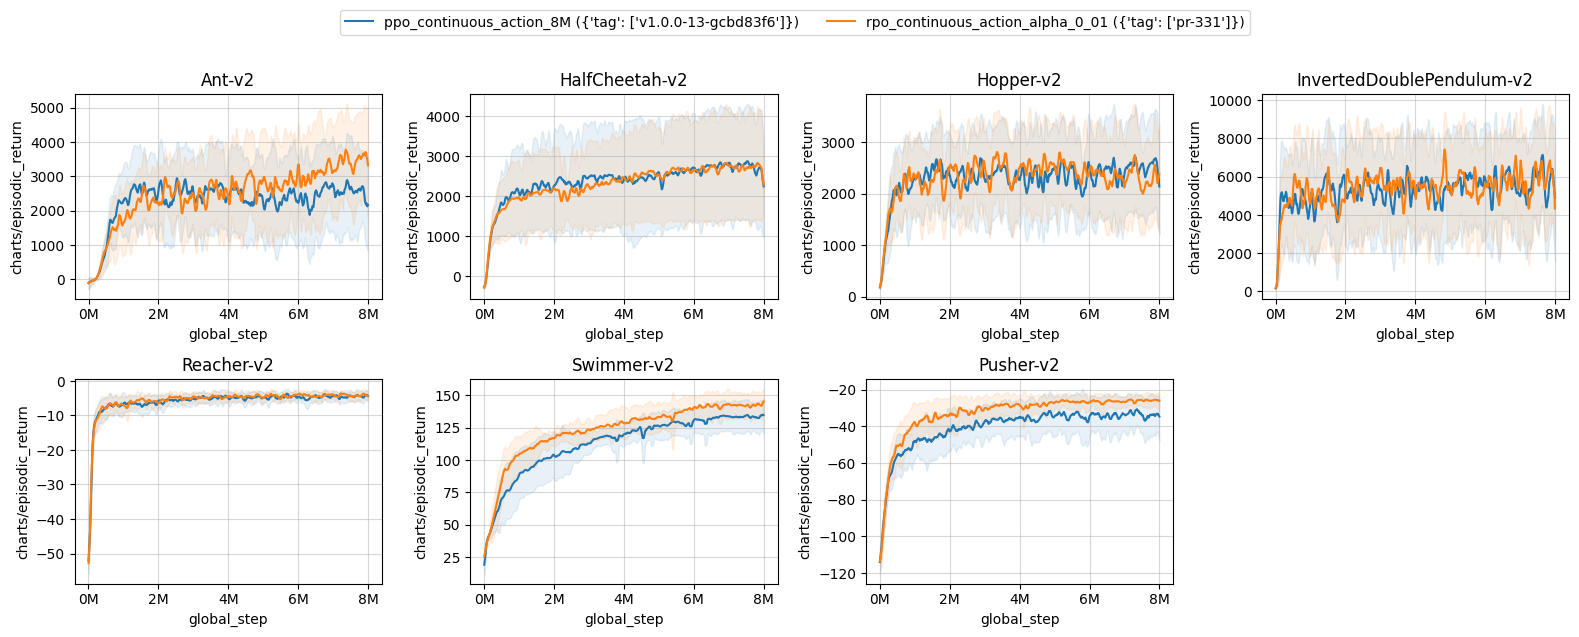 ppo_continuous_action_8M ({'tag': ['v1.0.0-13-gcbd83f6']})
rpo_continuous_action_alpha_0_01 ({'tag': ['pr-331']})
Ant-v2
charts/episodic_return
5000
4000
3000
2000
1000
0
0M 2M 4M 6M 8M
global_step
HalfCheetah-v2
charts/episodic_return
4000
3000
2000
1000
0
0M 2M 4M 6M 8M
global_step
Hopper-v2
charts/episodic_return
3000
2000
1000
0
0M 2M 4M 6M 8M
global_step
InvertedDoublePendulum-v2
charts/episodic_return
10000
8000
6000
4000
2000
0
0M 2M 4M 6M 8M
global_step
Reacher-v2
charts/episodic_return
0
−10
−20
−30
−40
−50
0M 2M 4M 6M 8M
global_step
Swimmer-v2
charts/episodic_return
150
125
100
75
50
25
0M 2M 4M 6M 8M
global_step
Pusher-v2
charts/episodic_return
−20
−40
−60
−80
−100
−120
0M 2M 4M 6M 8M
global_step